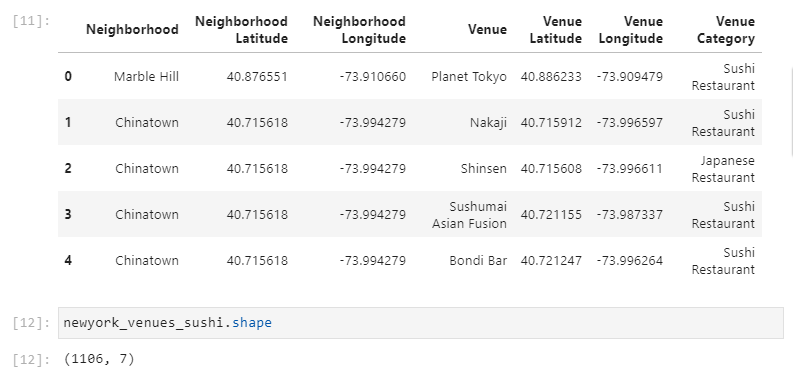 [11]:
Neighborhood Neighborhood Latitude Neighborhood Longitude Venue Venue Latitude Venue Longitude Venue Category
0 Marble Hill 40.876551 -73.910660 Planet Tokyo 40.886233 -73.909479 Sushi Restaurant
1 Chinatown 40.715618 -73.994279 Nakaji 40.715912 -73.996597 Sushi Restaurant
2 Chinatown 40.715618 -73.994279 Shinsen 40.715608 -73.996611 Japanese Restaurant
3 Chinatown 40.715618 -73.994279 Sushumai Asian Fusion 40.721155 -73.987337 Sushi Restaurant
4 Chinatown 40.715618 -73.994279 Bondi Bar 40.721247 -73.996264 Sushi Restaurant
[12]: newyork_venues_sushi.shape
[12]: (1106, 7)